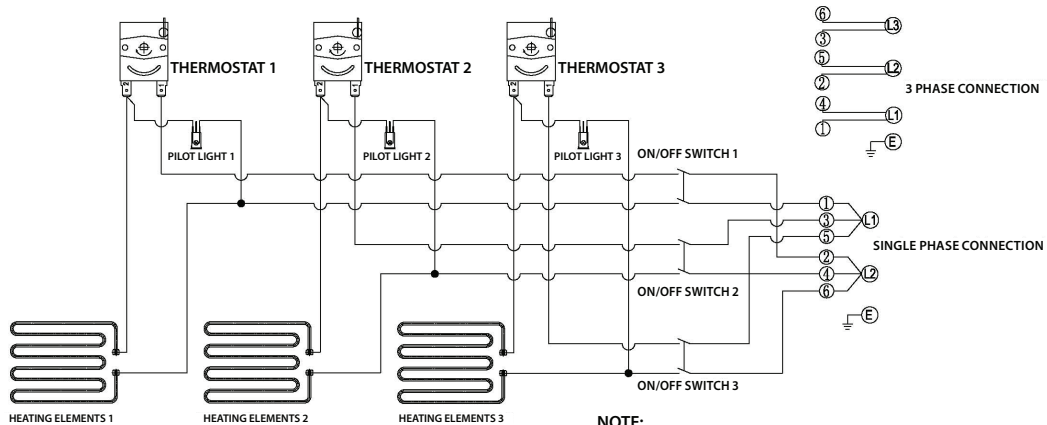 THERMOSTAT 1
THERMOSTAT 2
THERMOSTAT 3
2
2
2
PILOT LIGHT 1
PILOT LIGHT 2
PILOT LIGHT 3
6
L3
3
5
L2
2
3 PHASE CONNECTION
4
L1
1
E
ON/OFF SWITCH 1
1
3
L1
5
SINGLE PHASE CONNECTION
2
4
L2
6
ON/OFF SWITCH 2
E
ON/OFF SWITCH 3
HEATING ELEMENTS 1
HEATING ELEMENTS 2
HEATING ELEMENTS 3
NOTE: